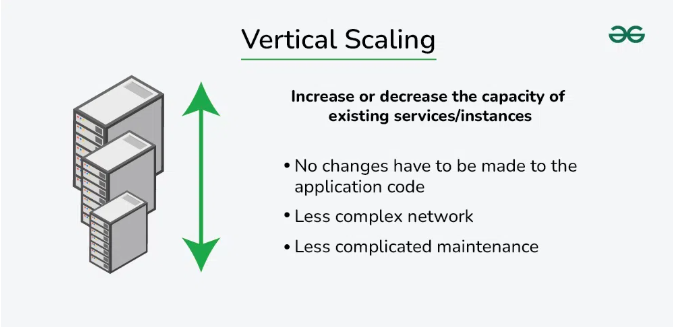 Vertical Scaling
Increase or decrease the capacity of
existing services/instances
• No changes have to be made to the
application code
• Less complex network
• Less complicated maintenance